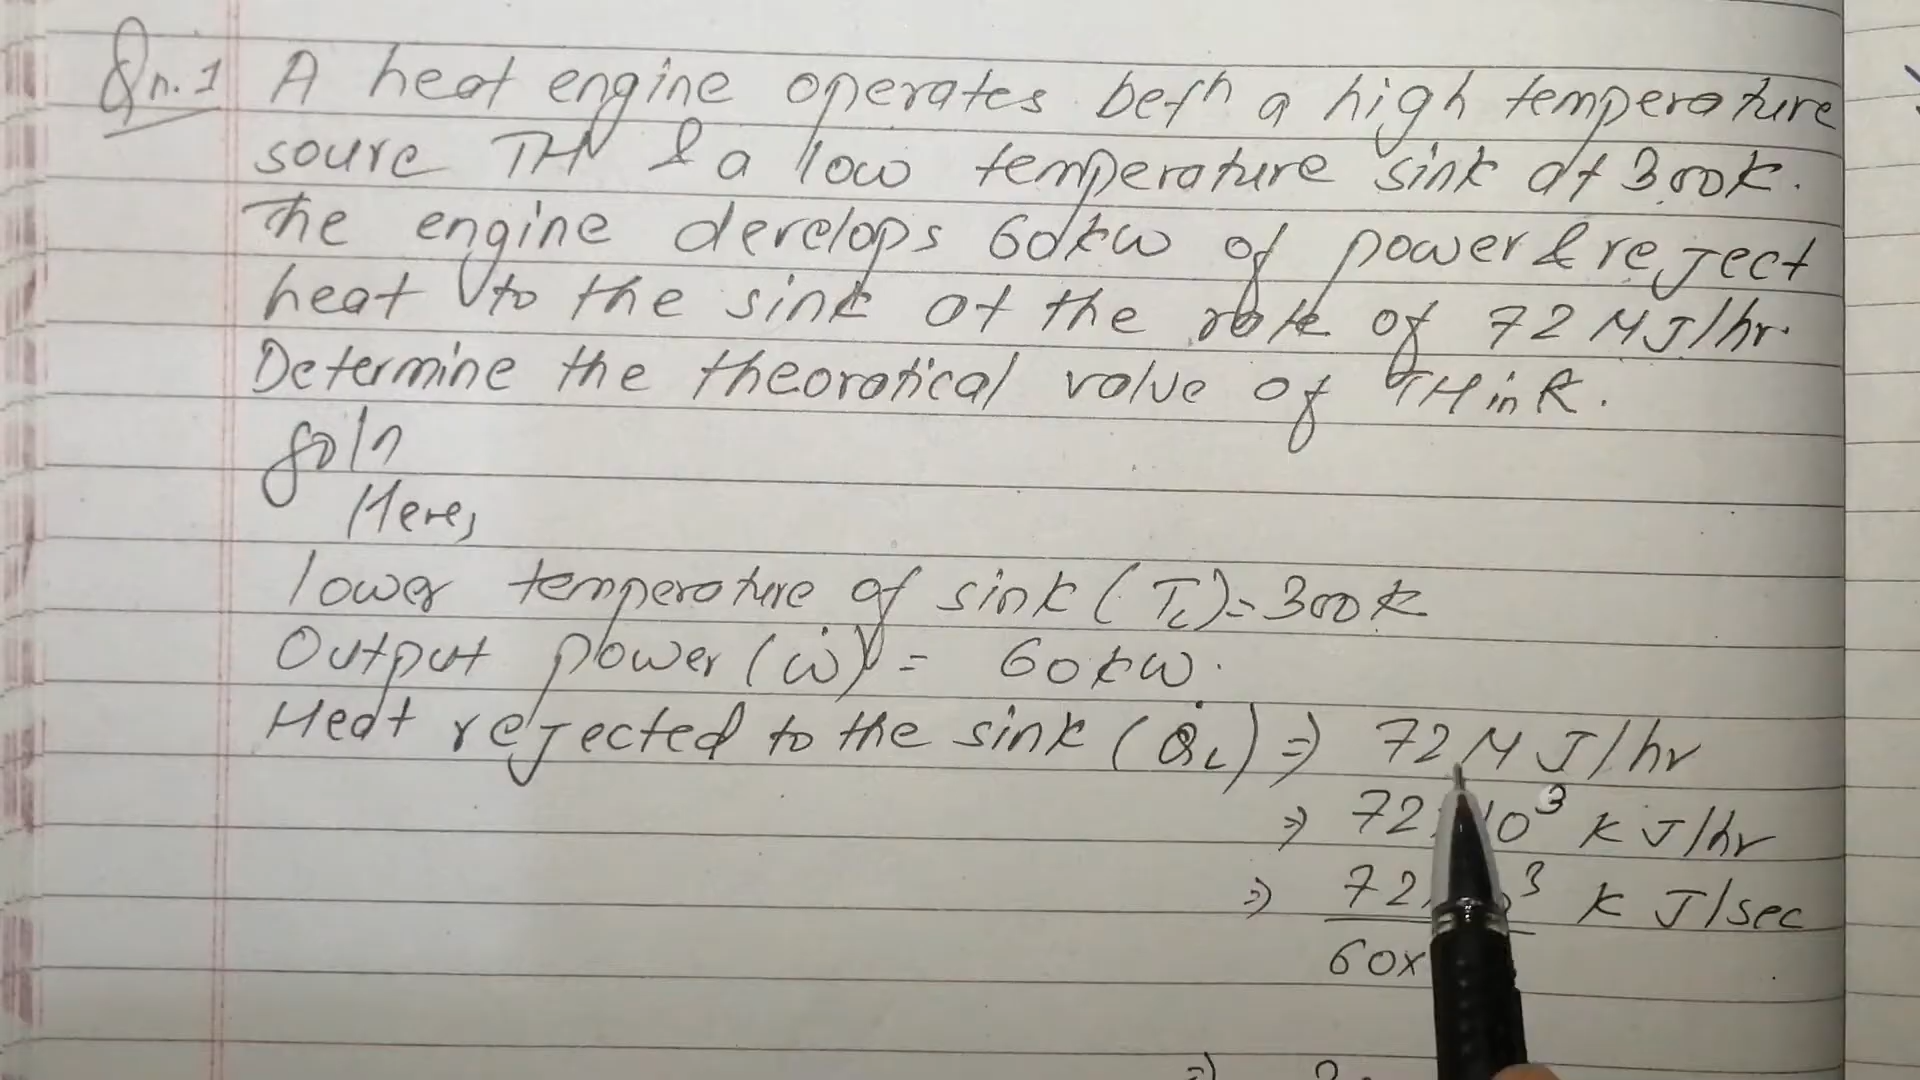 Qn.1 A heat engine operates betn a high temperature
soure TH & a low temperature sink at 300K.
The engine develops 60kw of power & reject
heat to the sink at the rate of 72 MJ/hr.
Determine the theoratical value of TH in K.
Soln
Here,
lower temperature of sink (TL) = 300K
Output power (ẇ) = 60kw.
Heat rejected to the sink (Q̇L) ⇒ 72 MJ/hr
⇒ 72 10³ KJ/hr
⇒ 72 ³ KJ/sec
60x